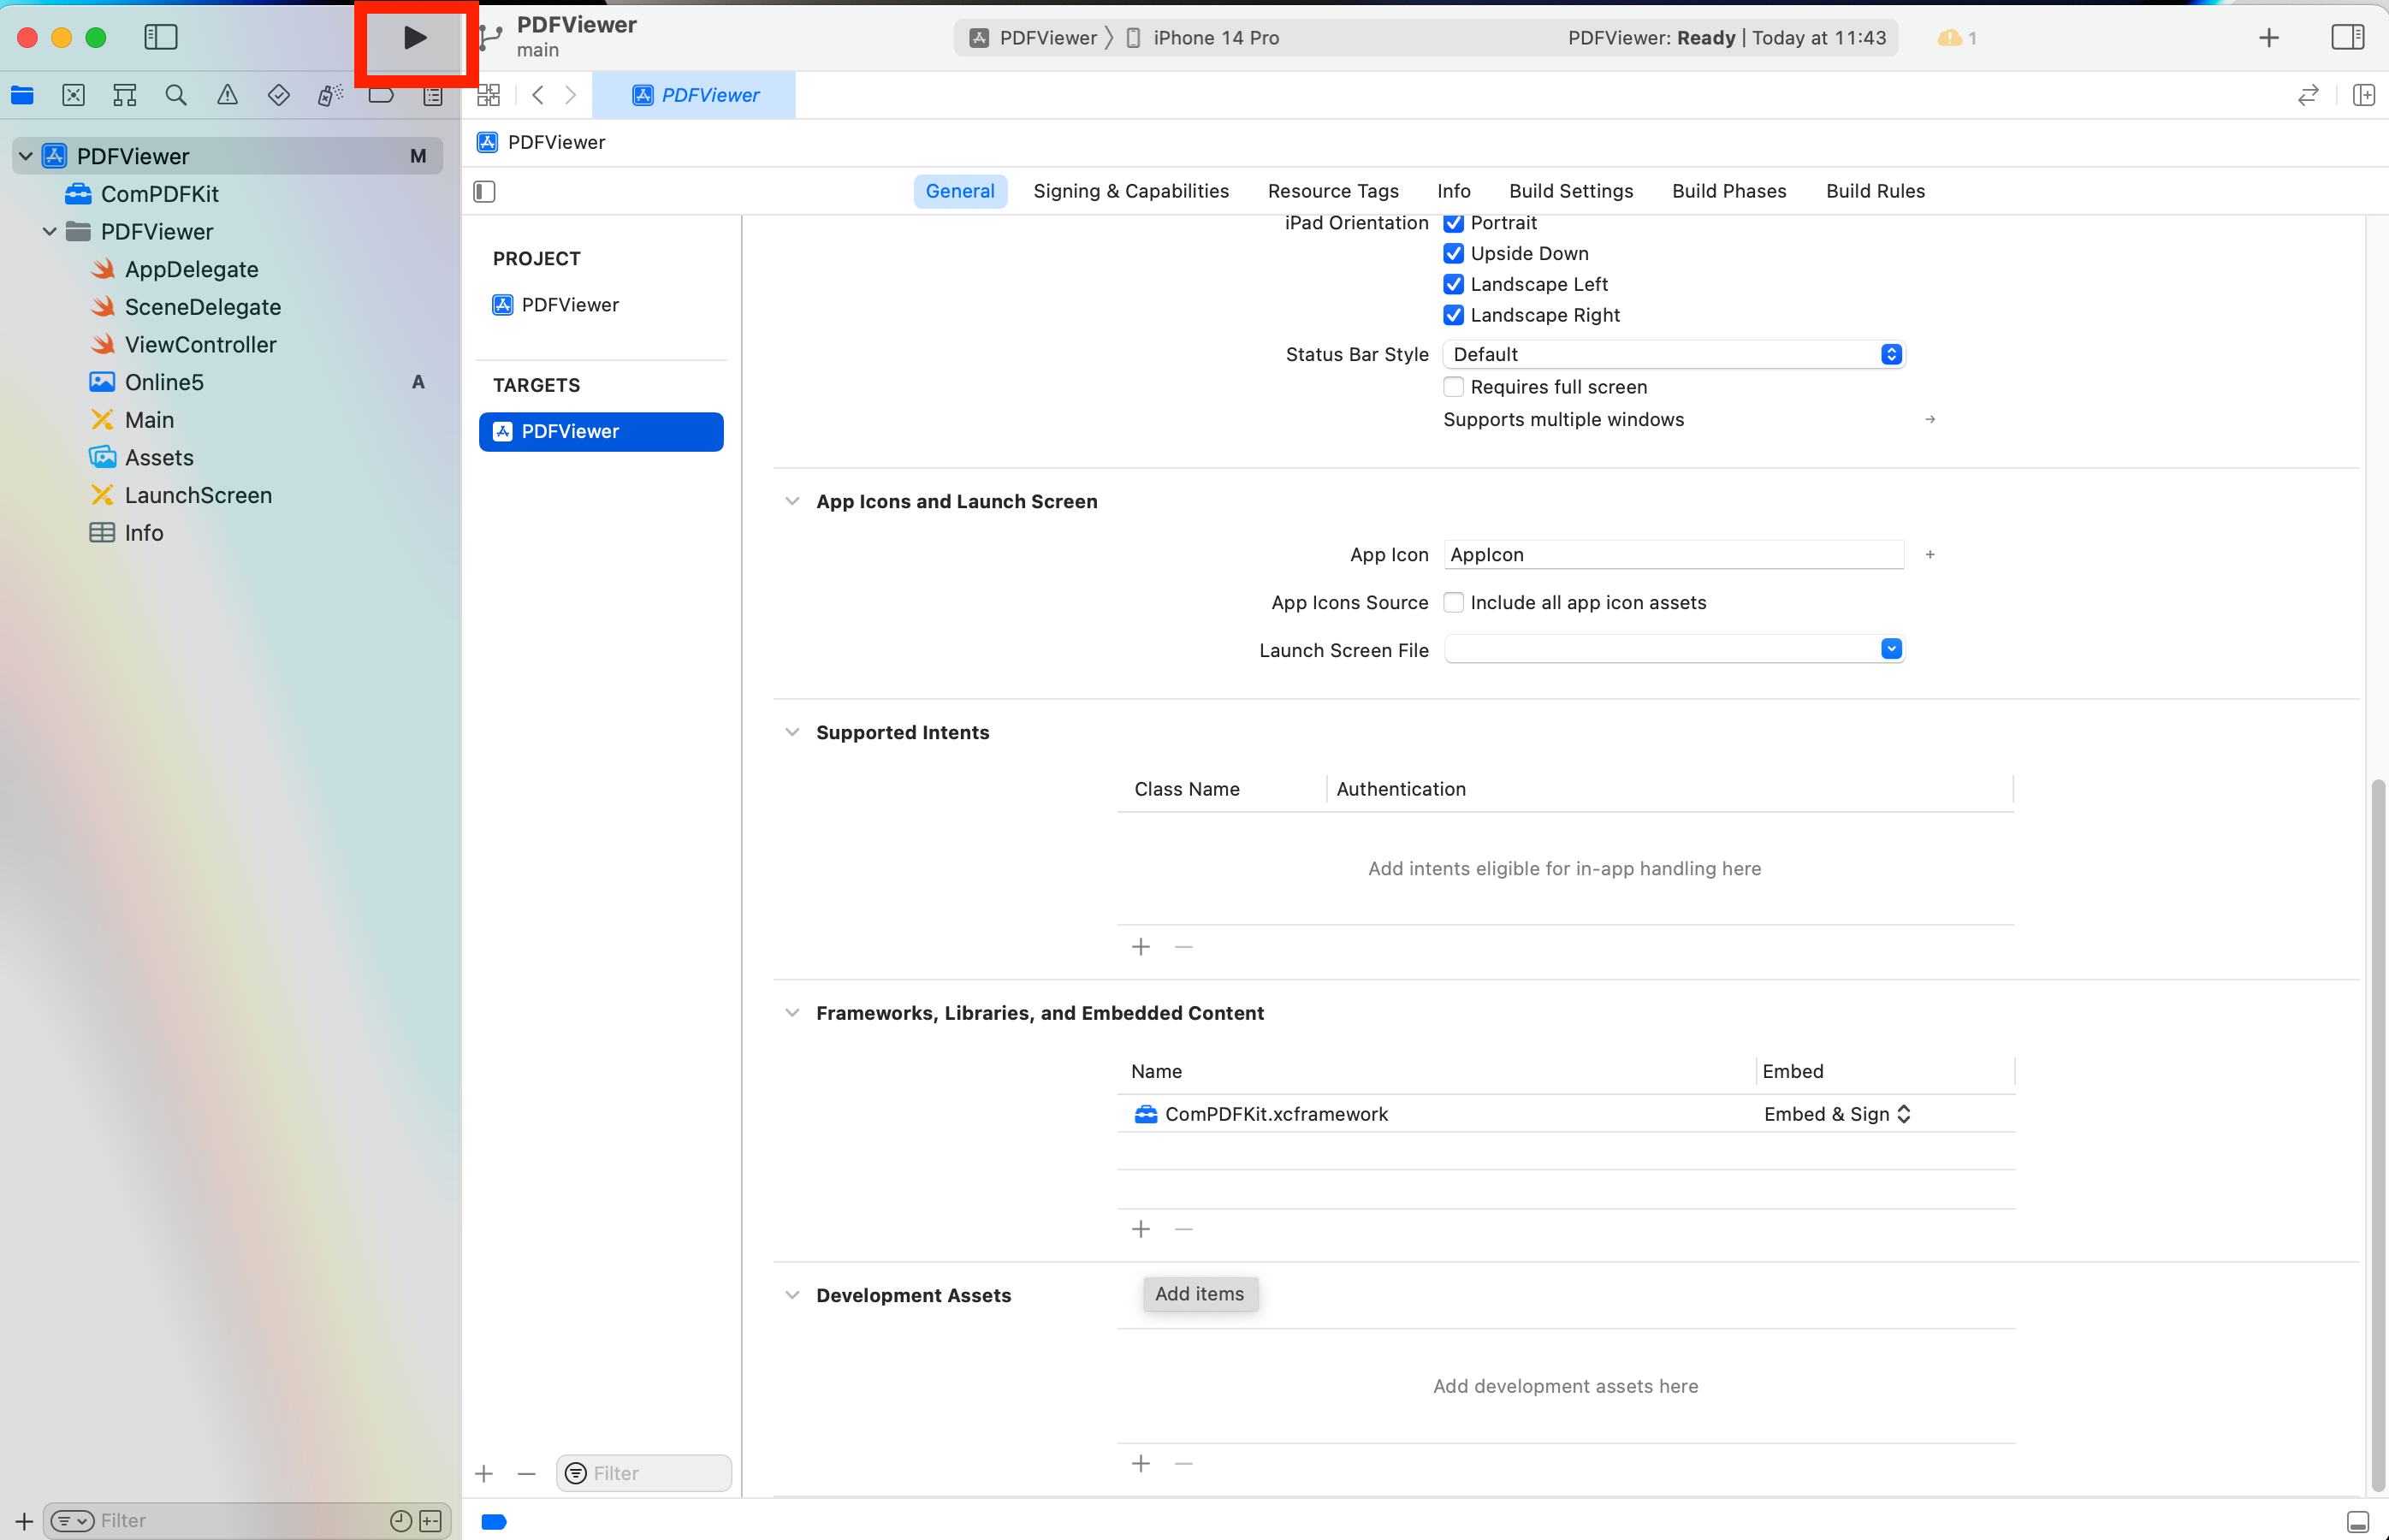 PDFViewer
main
PDFViewer
iPhone 14 Pro
PDFViewer: Ready | Today at 11:43
1
PDFViewer
PDFViewer
PDFViewer
M
ComPDFKit
PDFViewer
AppDelegate
SceneDelegate
ViewController
Online5
A
Main
Assets
LaunchScreen
Info
General
Signing & Capabilities
Resource Tags
Info
Build Settings
Build Phases
Build Rules
PROJECT
PDFViewer
TARGETS
PDFViewer
iPad Orientation
Portrait
Upside Down
Landscape Left
Landscape Right
Status Bar Style
Default
Requires full screen
Supports multiple windows
App Icons and Launch Screen
App Icon
AppIcon
App Icons Source
Include all app icon assets
Launch Screen File
Supported Intents
Class Name
Authentication
Add intents eligible for in-app handling here
Frameworks, Libraries, and Embedded Content
Name
Embed
ComPDFKit.xcframework
Embed & Sign
Development Assets
Add items
Add development assets here
Filter
Filter